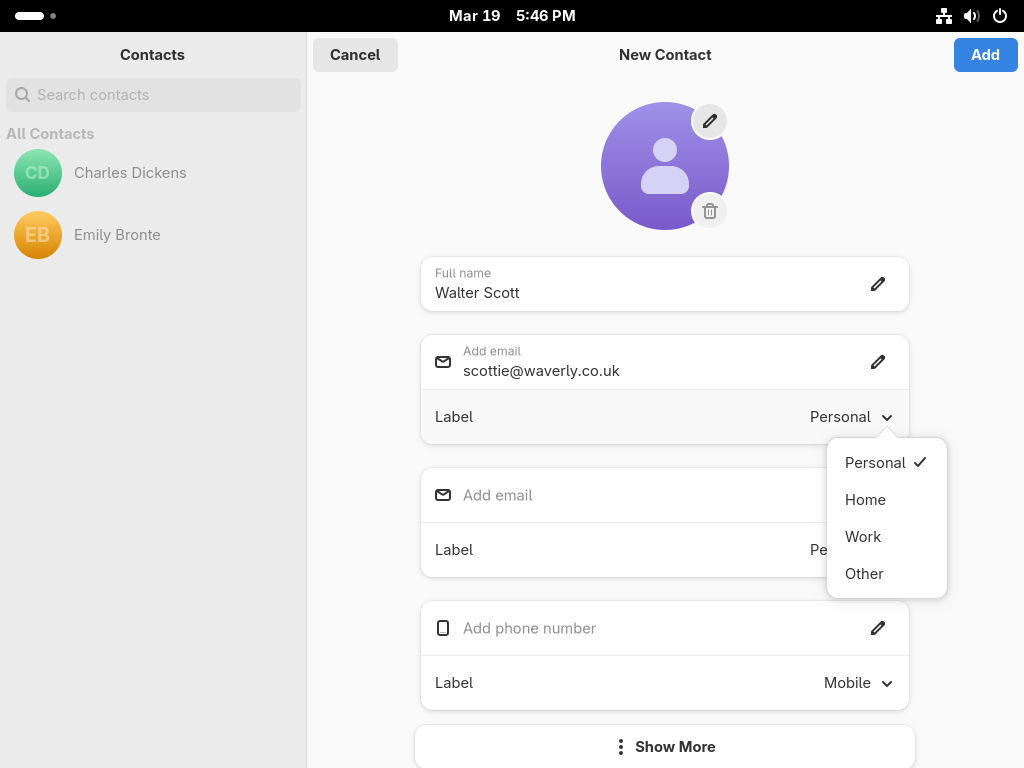 Mar 19 5:46 PM
Contacts
Search contacts
All Contacts
CD Charles Dickens
EB Emily Bronte
Cancel New Contact Add
Full name
Walter Scott
Add email
scottie@waverly.co.uk
Label Personal
Personal
Home
Work
Other
Add email
Label Pe
Add phone number
Label Mobile
Show More